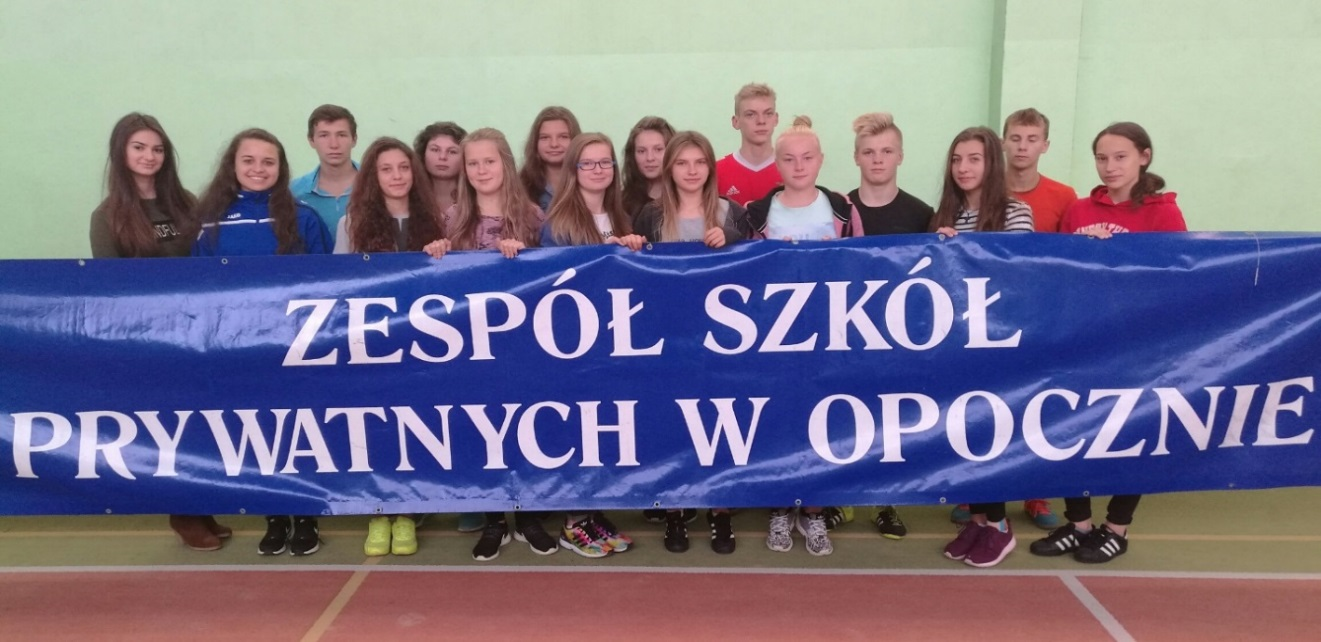 ZESPÓŁ SZKÓŁ
PRYWATNYCH W OPOCZNIE